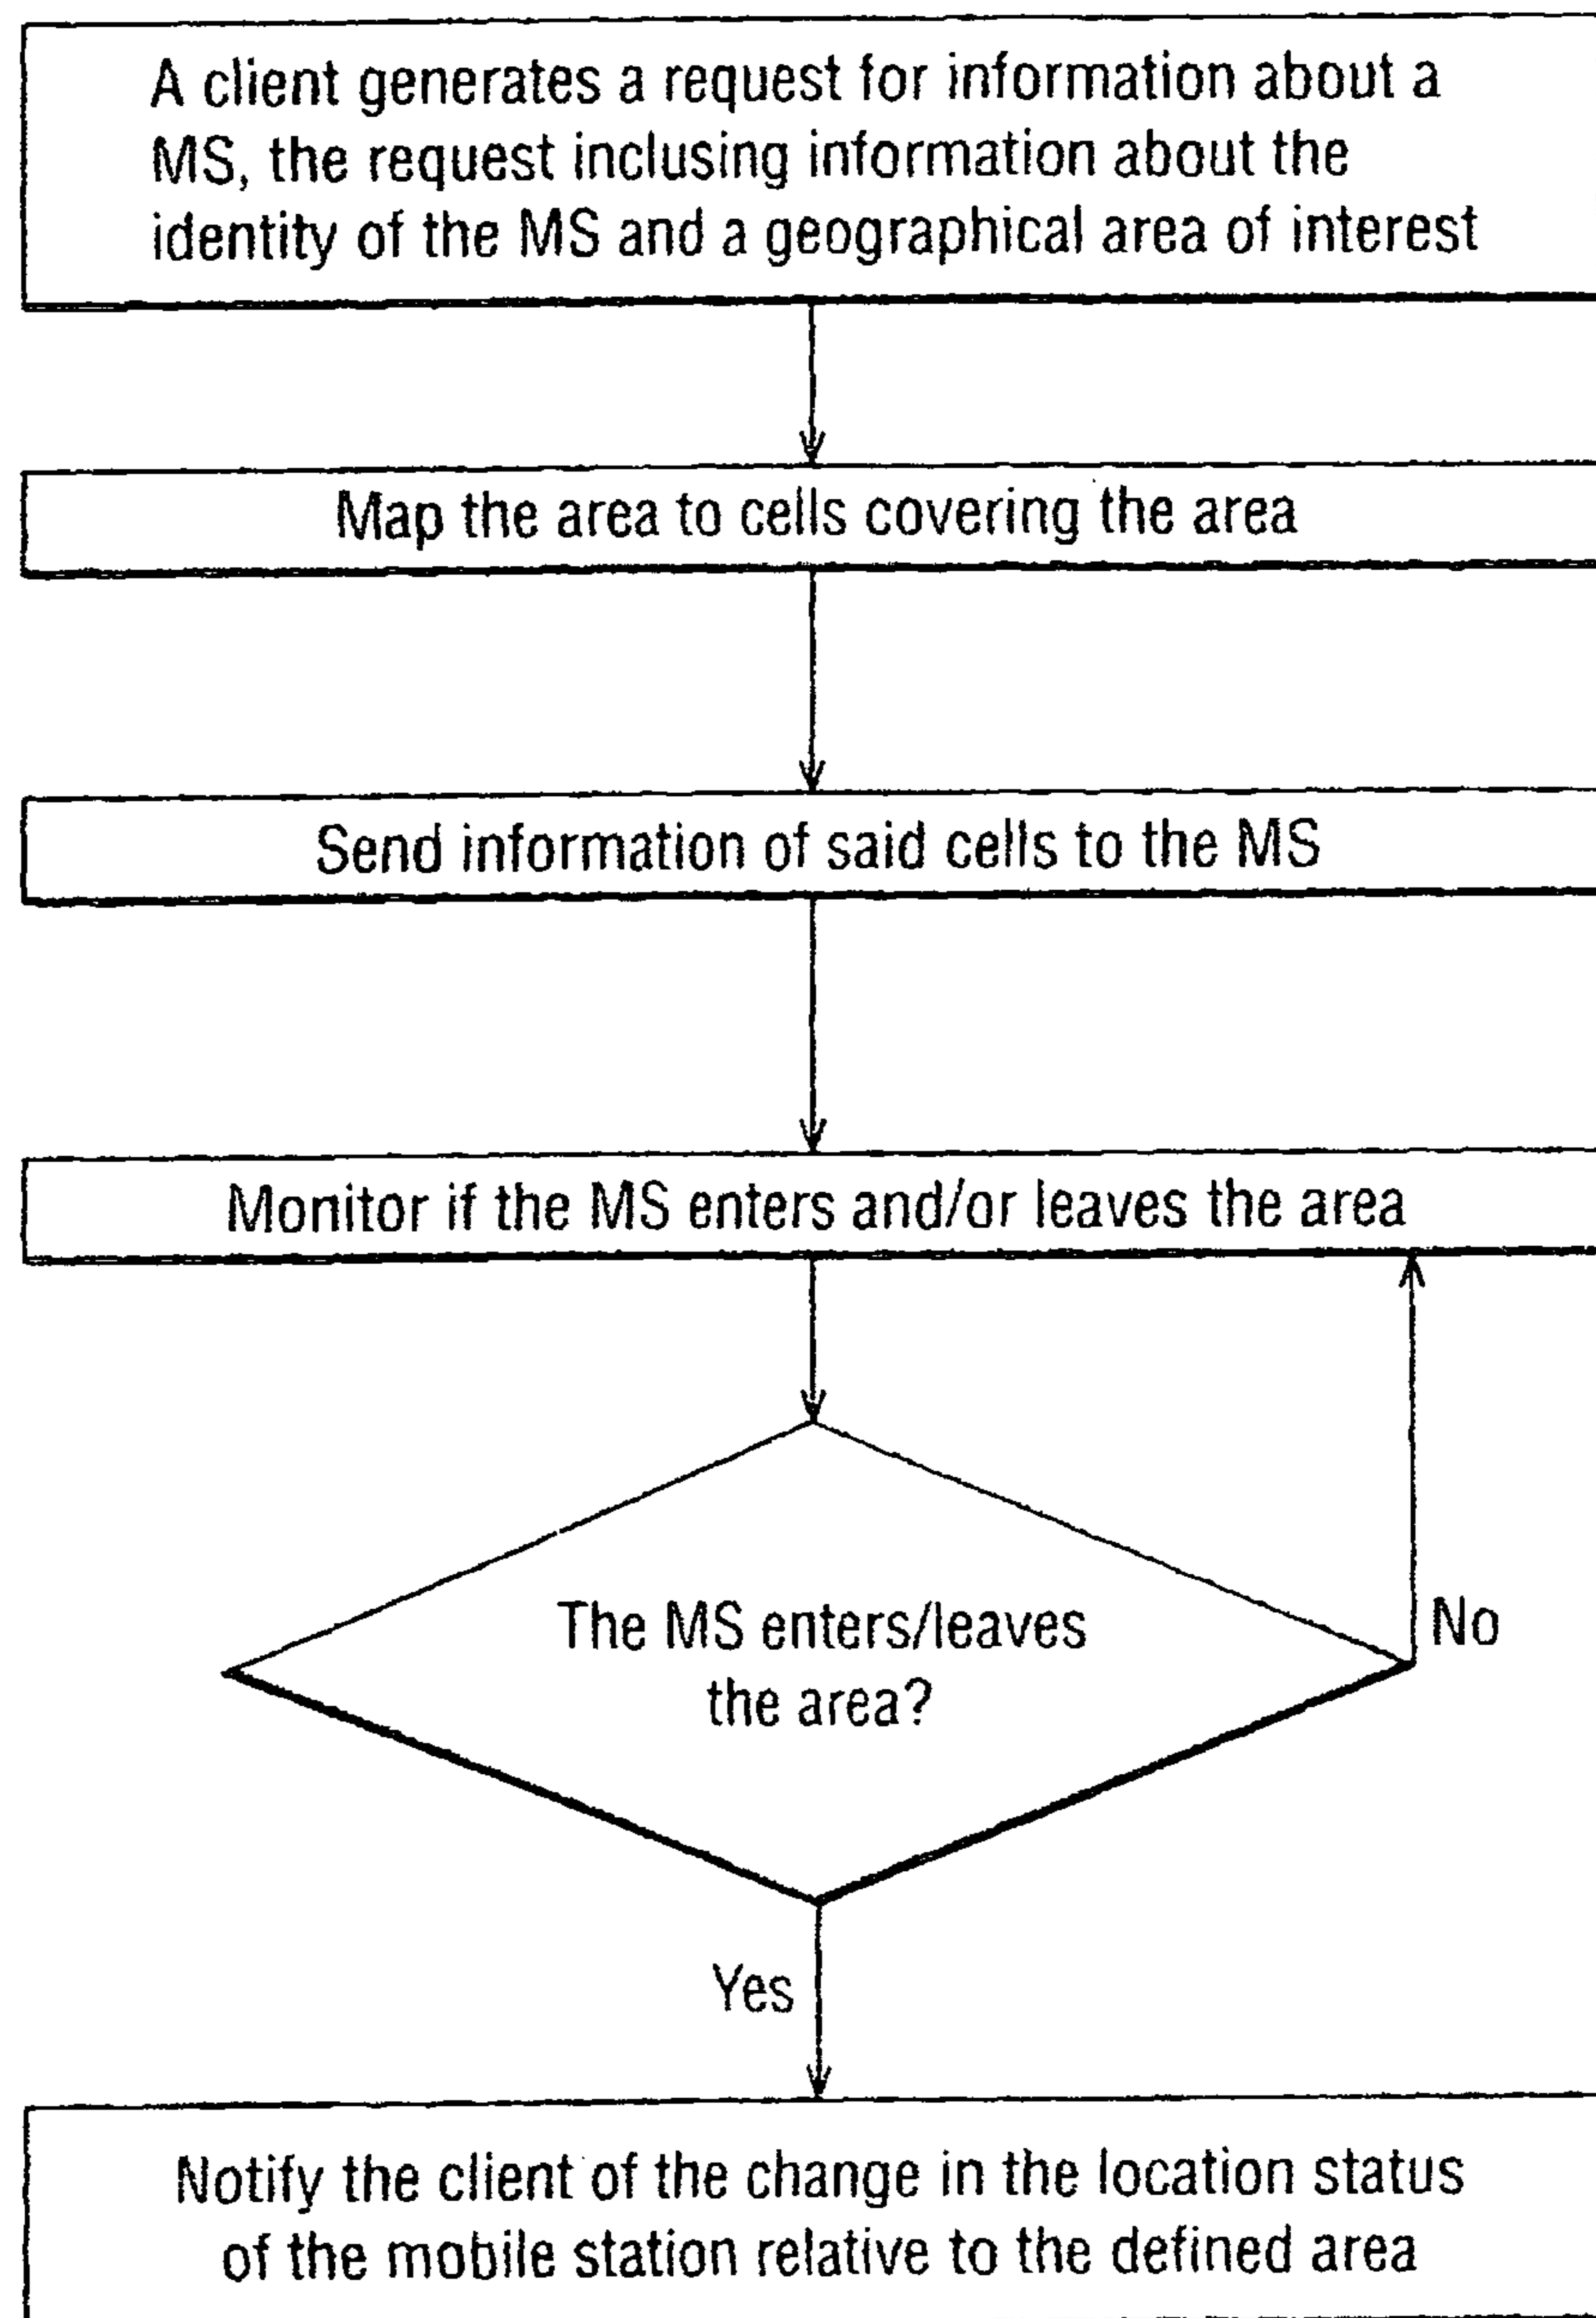 A client generates a request for information about a
MS, the request inclusing information about the
identity of the MS and a geographical area of interest
Map the area to cells covering the area
Send information of said cells to the MS
Monitor if the MS enters and/or leaves the area
The MS enters/leaves
the area?
No
Yes
Notify the client of the change in the location status
of the mobile station relative to the defined area